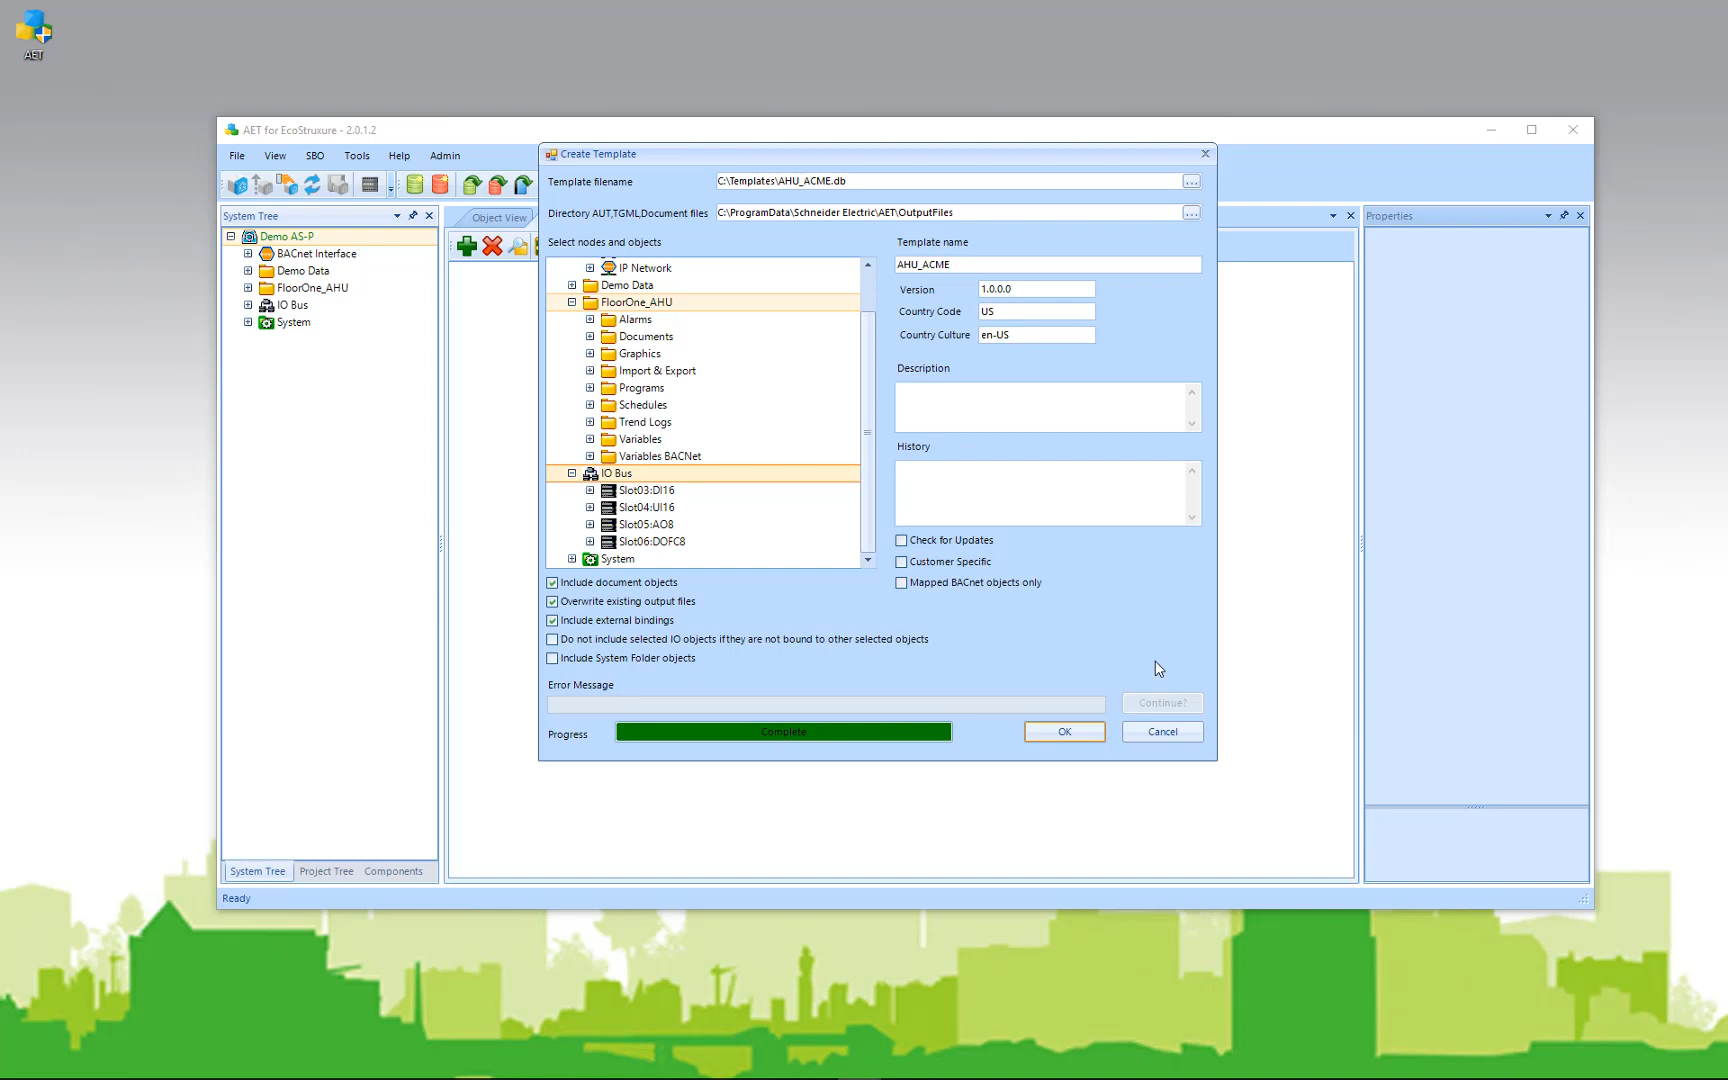 AET
AET for EcoStruxure - 2.0.1.2
File View SBO Tools Help Admin
System Tree
Demo AS-P
BACnet Interface
Demo Data
FloorOne_AHU
IO Bus
System
System Tree Project Tree Components
Ready
Object View
Properties
Create Template
Template filename C:\Templates\AHU_ACME.db ...
Directory AUT,TGML,Document files C:\ProgramData\Schneider Electric\AET\OutputFiles ...
Select nodes and objects
IP Network
Demo Data
FloorOne_AHU
Alarms
Documents
Graphics
Import & Export
Programs
Schedules
Trend Logs
Variables
Variables BACNet
IO Bus
Slot03:DI16
Slot04:UI16
Slot05:AO8
Slot06:DOFC8
System
Template name
AHU_ACME
Version 1.0.0.0
Country Code US
Country Culture en-US
Description
History
Check for Updates
Customer Specific
Mapped BACnet objects only
Include document objects
Overwrite existing output files
Include external bindings
Do not include selected IO objects if they are not bound to other selected objects
Include System Folder objects
Error Message
Continue?
Progress Complete OK Cancel